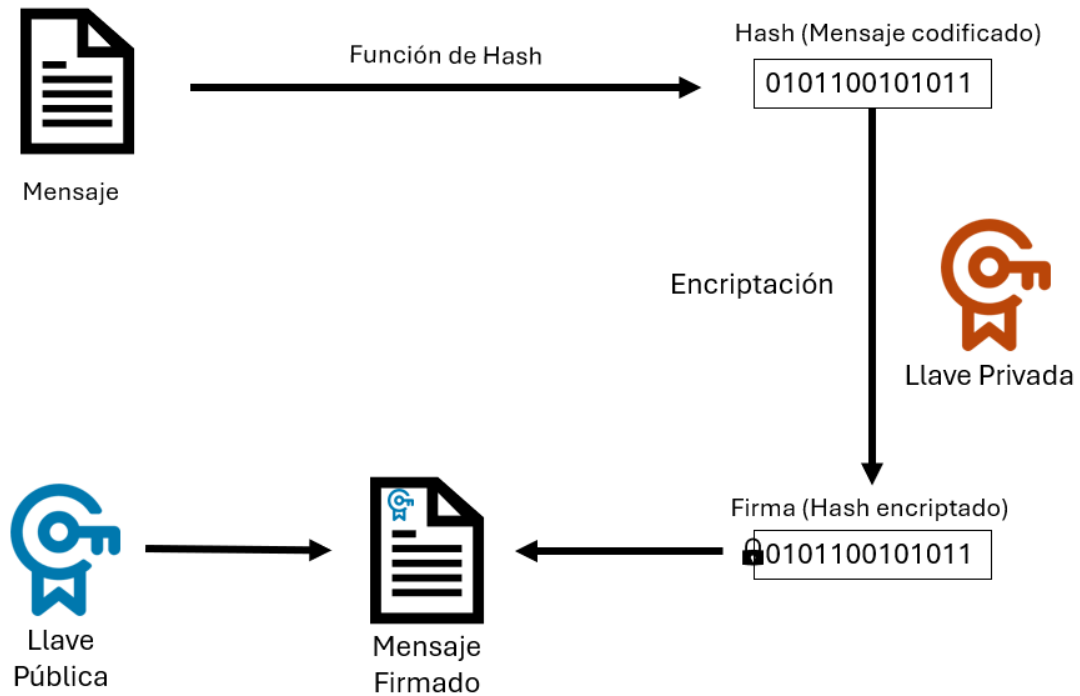 Función de Hash
Hash (Mensaje codificado)
0101100101011
Mensaje
Encriptación
Llave Privada
Firma (Hash encriptado)
0101100101011
Llave
Pública
Mensaje
Firmado